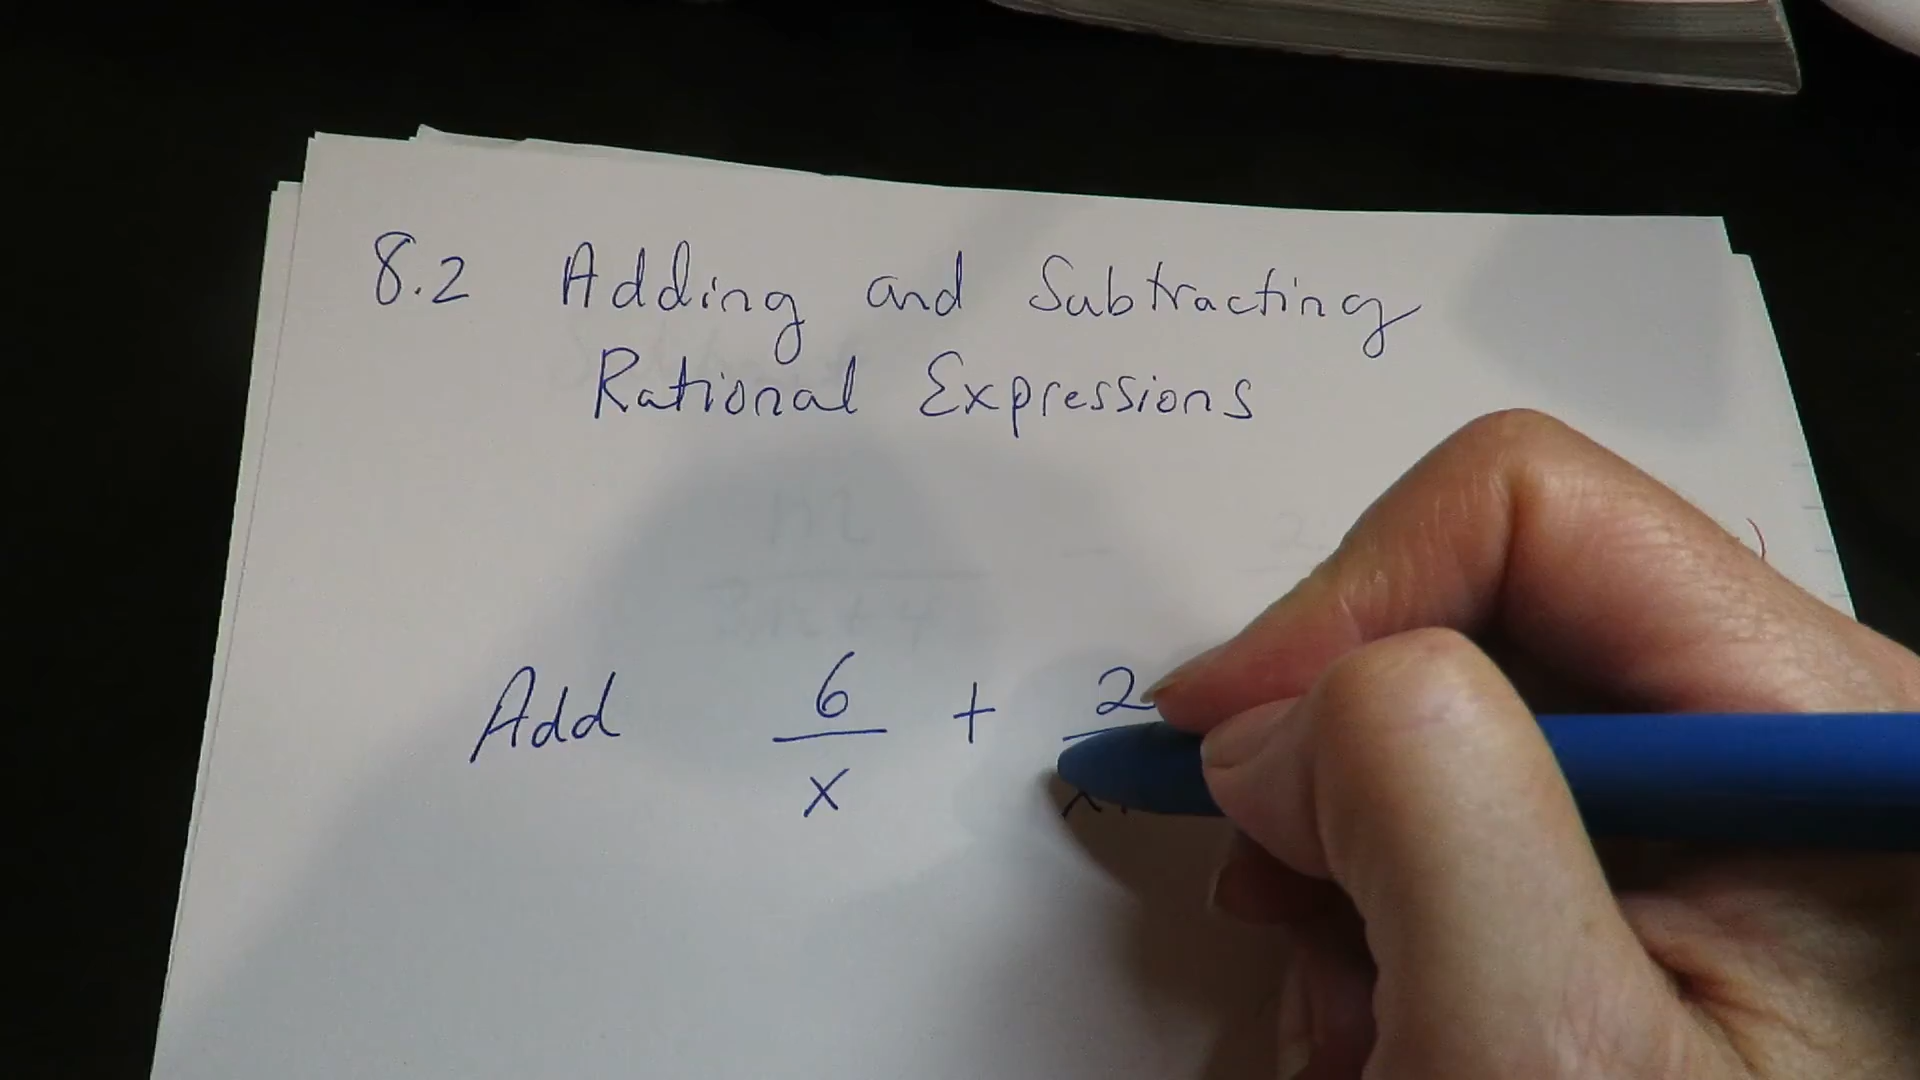 8.2 Adding and Subtracting
Rational Expressions
Add 6/x + 2